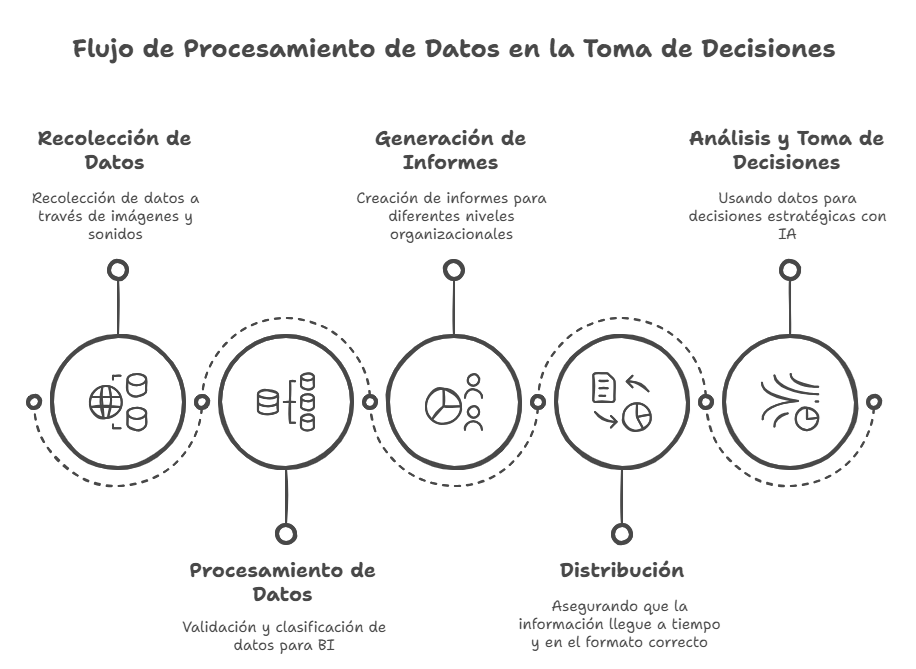 Flujo de Procesamiento de Datos en la Toma de Decisiones
Recolección de
Datos
Recolección de datos a
través de imágenes y
sonidos
Generación de
Informes
Creación de informes para
diferentes niveles
organizacionales
Análisis y Toma de
Decisiones
Usando datos para
decisiones estratégicas con
IA
Procesamiento de
Datos
Validación y clasificación de
datos para BI
Distribución
Asegurando que la
información llegue a tiempo
y en el formato correcto